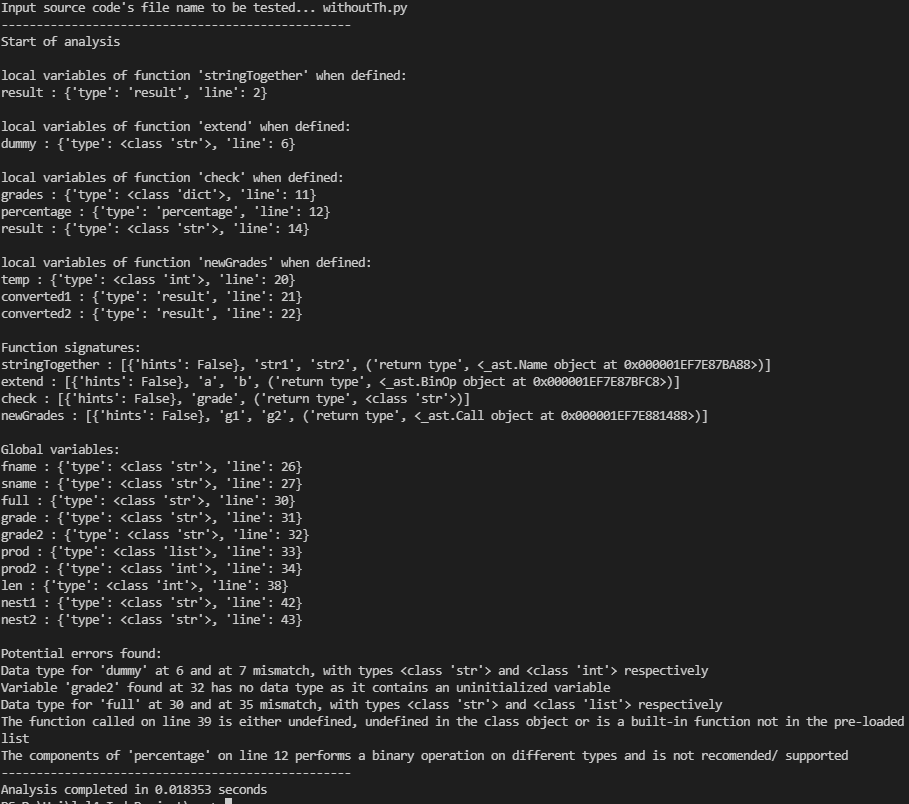 Input source code's file name to be tested... withoutTh.py
--------------------------------------------------
Start of analysis
local variables of function 'stringTogether' when defined:
result : {'type': 'result', 'line': 2}
local variables of function 'extend' when defined:
dummy : {'type': <class 'str'>, 'line': 6}
local variables of function 'check' when defined:
grades : {'type': <class 'dict'>, 'line': 11}
percentage : {'type': 'percentage', 'line': 12}
result : {'type': <class 'str'>, 'line': 14}
local variables of function 'newGrades' when defined:
temp : {'type': <class 'int'>, 'line': 20}
converted1 : {'type': 'result', 'line': 21}
converted2 : {'type': 'result', 'line': 22}
Function signatures:
stringTogether : [{'hints': False}, 'str1', 'str2', ('return type', <_ast.Name object at 0x000001EF7E87BA88>)]
extend : [{'hints': False}, 'a', 'b', ('return type', <_ast.BinOp object at 0x000001EF7E87BFC8>)]
check : [{'hints': False}, 'grade', ('return type', <class 'str'>)]
newGrades : [{'hints': False}, 'g1', 'g2', ('return type', <_ast.Call object at 0x000001EF7E881488>)]
Global variables:
fname : {'type': <class 'str'>, 'line': 26}
sname : {'type': <class 'str'>, 'line': 27}
full : {'type': <class 'str'>, 'line': 30}
grade : {'type': <class 'str'>, 'line': 31}
grade2 : {'type': <class 'str'>, 'line': 32}
prod : {'type': <class 'list'>, 'line': 33}
prod2 : {'type': <class 'int'>, 'line': 34}
len : {'type': <class 'int'>, 'line': 38}
nest1 : {'type': <class 'str'>, 'line': 42}
nest2 : {'type': <class 'str'>, 'line': 43}
Potential errors found:
Data type for 'dummy' at 6 and at 7 mismatch, with types <class 'str'> and <class 'int'> respectively
Variable 'grade2' found at 32 has no data type as it contains an uninitialized variable
Data type for 'full' at 30 and at 35 mismatch, with types <class 'str'> and <class 'list'> respectively
The function called on line 39 is either undefined, undefined in the class object or is a built-in function not in the pre-loaded
list
The components of 'percentage' on line 12 performs a binary operation on different types and is not recomended/ supported
--------------------------------------------------
Analysis completed in 0.018353 seconds